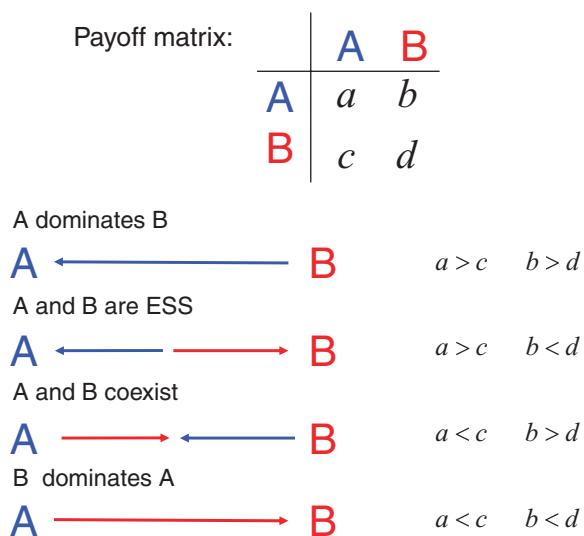 Payoff matrix:
A B
A a b
B c d
A dominates B
A B a > c b > d
A and B are ESS
A B a > c b < d
A and B coexist
A B a < c b > d
B dominates A
A B a < c b < d